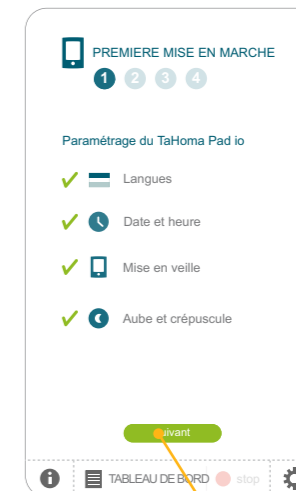 PREMIERE MISE EN MARCHE
1 2 3 4
Paramétrage du TaHoma Pad io
Langues
Date et heure
Mise en veille
Aube et crépuscule
uivant
TABLEAU DE BORD stop